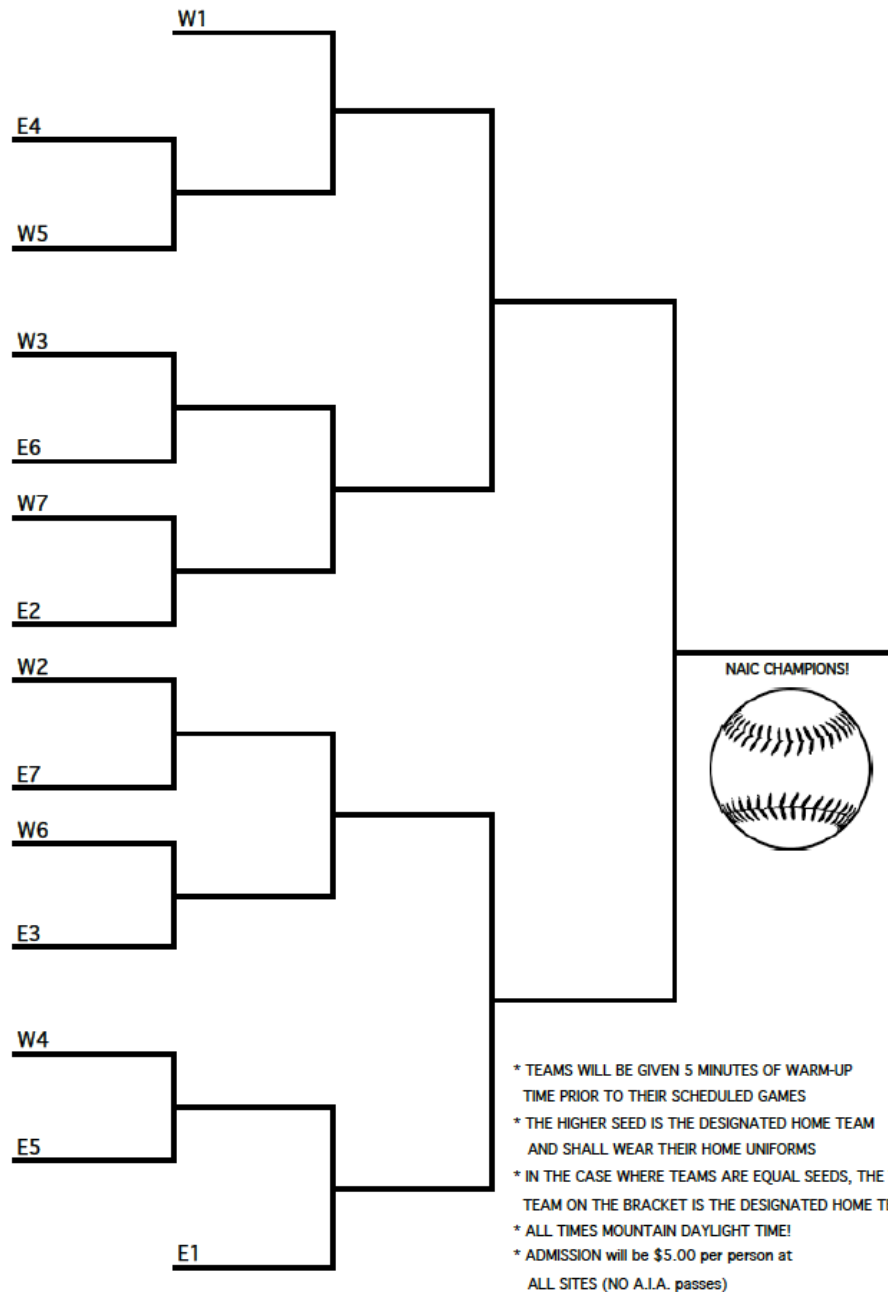 W1
E4
W5
W3
E6
W7
E2
W2
E7
W6
E3
W4
E5
E1
NAIC CHAMPIONS!
* TEAMS WILL BE GIVEN 5 MINUTES OF WARM-UP
TIME PRIOR TO THEIR SCHEDULED GAMES
* THE HIGHER SEED IS THE DESIGNATED HOME TEAM
AND SHALL WEAR THEIR HOME UNIFORMS
* IN THE CASE WHERE TEAMS ARE EQUAL SEEDS, THE
TEAM ON THE BRACKET IS THE DESIGNATED HOME
* ALL TIMES MOUNTAIN DAYLIGHT TIME!
* ADMISSION will be $5.00 per person at
ALL SITES (NO A.I.A. passes)